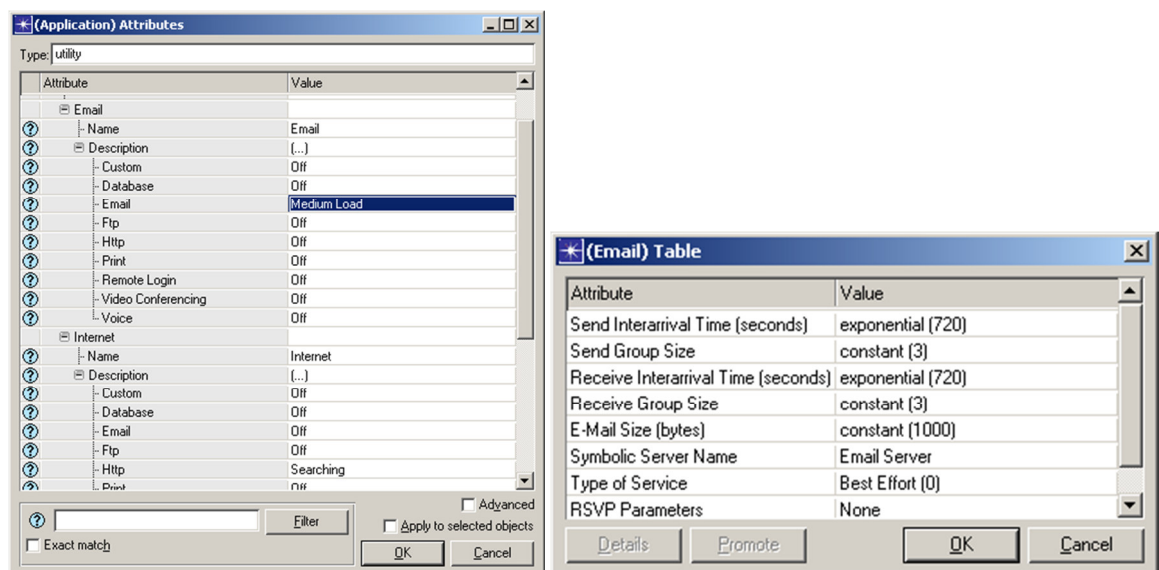 (Application) Attributes
Type: utility
Attribute Value
Email
Name Email
Description (...)
Custom Off
Database Off
Email Medium Load
Ftp Off
Http Off
Print Off
Remote Login Off
Video Conferencing Off
Voice Off
Internet
Name Internet
Description (...)
Custom Off
Database Off
Email Off
Ftp Off
Http Searching
Print Off
Advanced
Filter
Apply to selected objects
Exact match
OK Cancel
(Email) Table
Attribute Value
Send Interarrival Time (seconds) exponential (720)
Send Group Size constant (3)
Receive Interarrival Time (seconds) exponential (720)
Receive Group Size constant (3)
E-Mail Size (bytes) constant (1000)
Symbolic Server Name Email Server
Type of Service Best Effort (0)
RSVP Parameters None
Details Promote OK Cancel